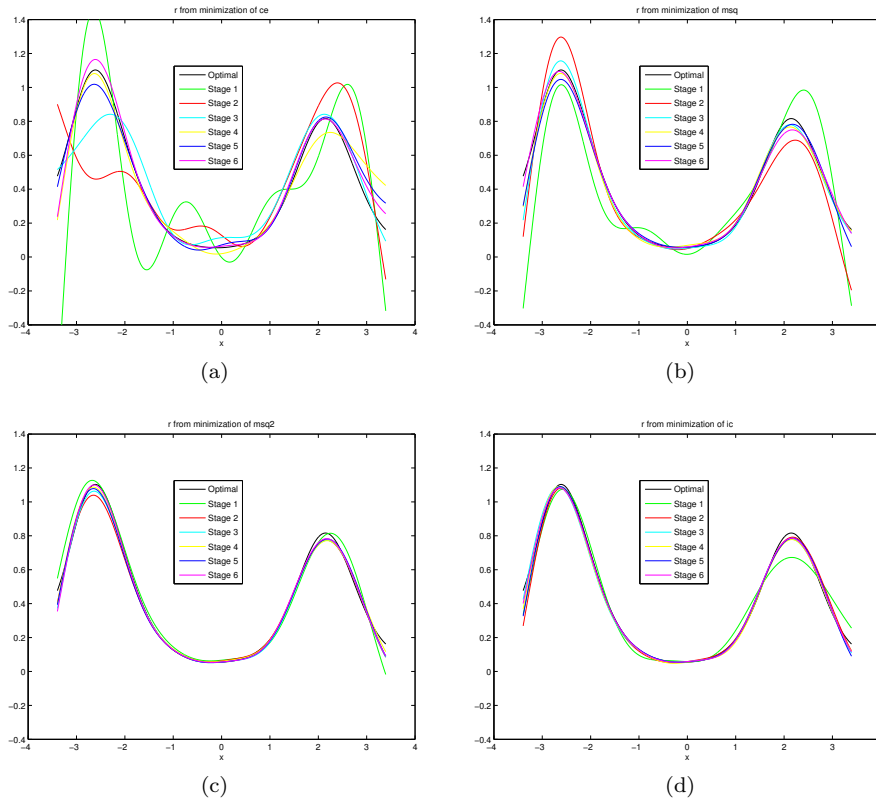 r from minimization of ce
1.4
1.2
1
0.8
0.6
0.4
0.2
0
−0.2
−0.4
Optimal
Stage 1
Stage 2
Stage 3
Stage 4
Stage 5
Stage 6
−4 −3 −2 −1 0 1 2 3 4
x
(a)
r from minimization of msq
1.4
1.2
1
0.8
0.6
0.4
0.2
0
−0.2
−0.4
Optimal
Stage 1
Stage 2
Stage 3
Stage 4
Stage 5
Stage 6
−4 −3 −2 −1 0 1 2 3
x
(b)
r from minimization of msq2
1.4
1.2
1
0.8
0.6
0.4
0.2
0
−0.2
−0.4
Optimal
Stage 1
Stage 2
Stage 3
Stage 4
Stage 5
Stage 6
−4 −3 −2 −1 0 1 2 3 4
x
(c)
r from minimization of ic
1.4
1.2
1
0.8
0.6
0.4
0.2
0
−0.2
−0.4
Optimal
Stage 1
Stage 2
Stage 3
Stage 4
Stage 5
Stage 6
−4 −3 −2 −1 0 1 2 3
x
(d)